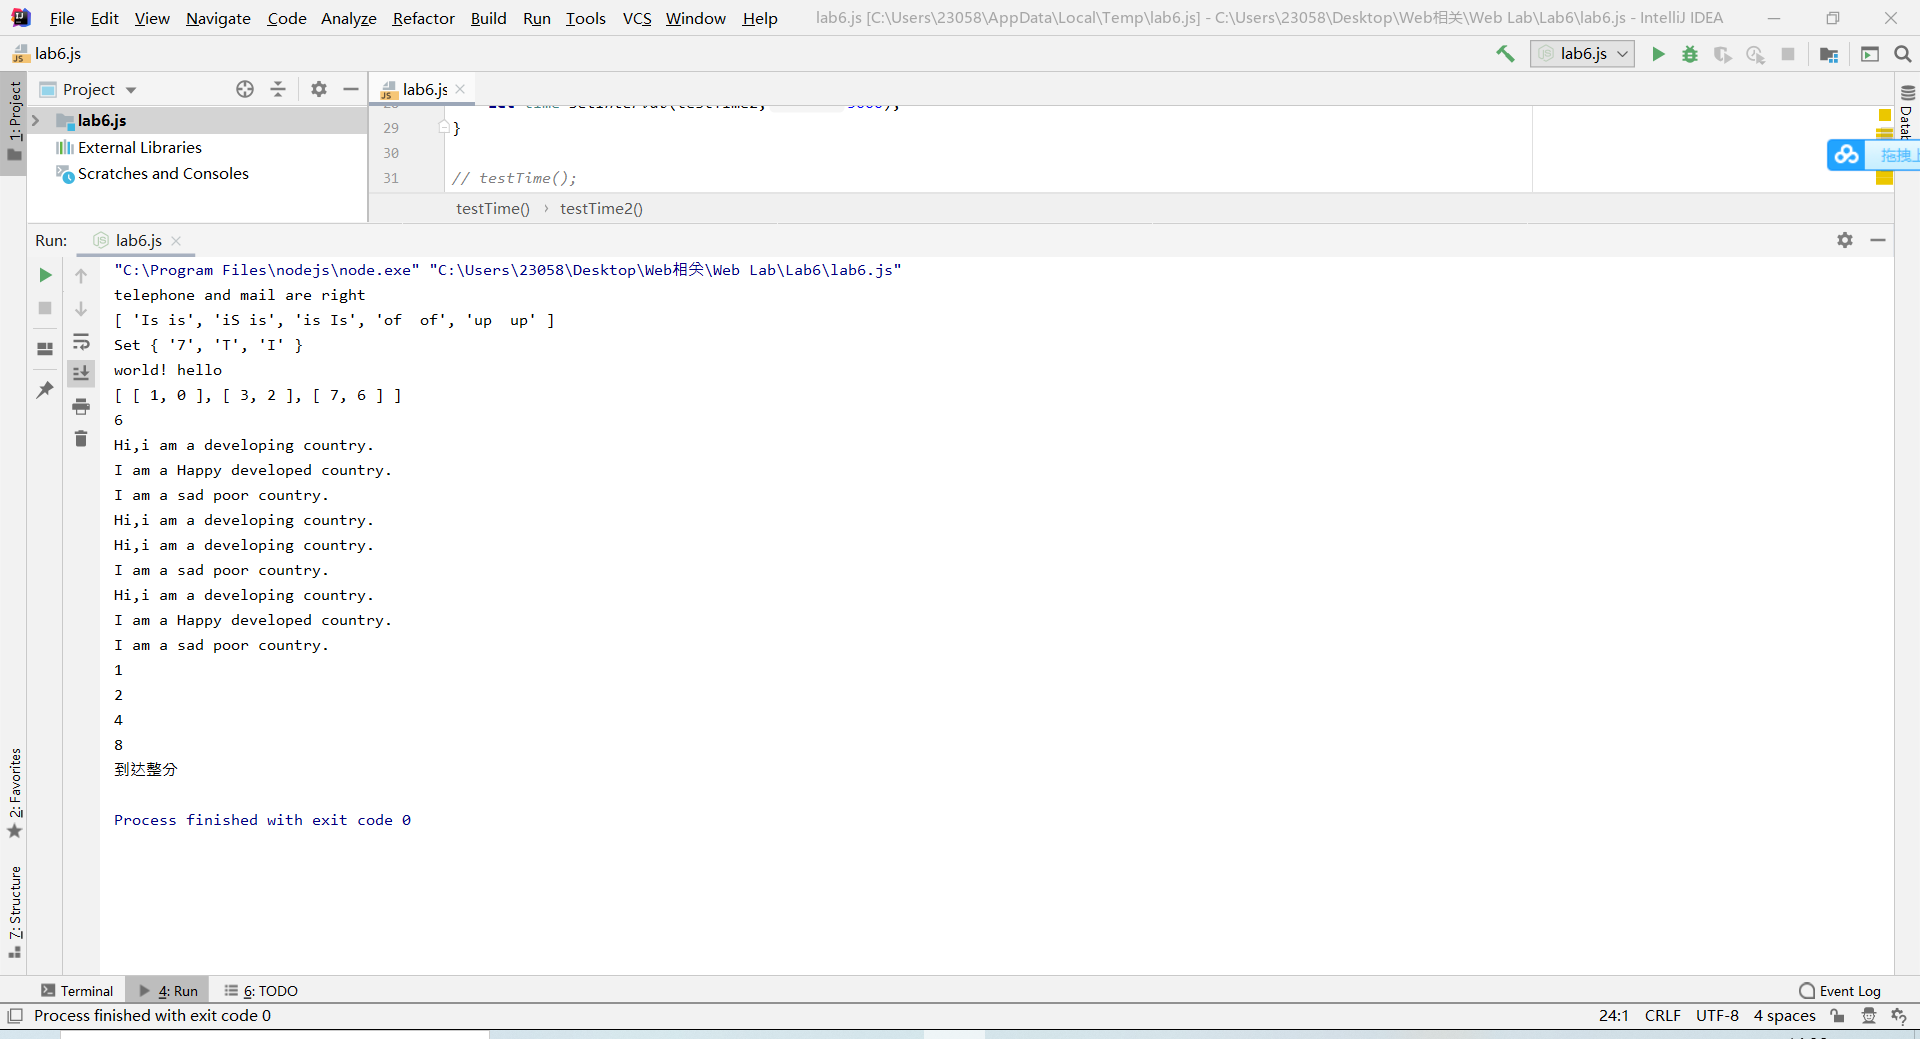 File Edit View Navigate Code Analyze Refactor Build Run Tools VCS Window Help lab6.js [C:\Users\23058\AppData\Local\Temp\lab6.js] - C:\Users\23058\Desktop\Web相关\Web Lab\Lab6\lab6.js - IntelliJ IDEA
lab6.js
lab6.js
Project
lab6.js
lab6.js
External Libraries
Scratches and Consoles
29 }
30
31 // testTime();
testTime() › testTime2()
1: Project
拖拽上
Run: lab6.js
"C:\Program Files\nodejs\node.exe" "C:\Users\23058\Desktop\Web相关\Web Lab\Lab6\lab6.js"
telephone and mail are right
[ 'Is is', 'iS is', 'is Is', 'of  of', 'up  up' ]
Set { '7', 'T', 'I' }
world! hello
[ [ 1, 0 ], [ 3, 2 ], [ 7, 6 ] ]
6
Hi,i am a developing country.
I am a Happy developed country.
I am a sad poor country.
Hi,i am a developing country.
Hi,i am a developing country.
I am a sad poor country.
Hi,i am a developing country.
I am a Happy developed country.
I am a sad poor country.
1
2
4
8
到达整分
Process finished with exit code 0
2: Favorites
7: Structure
Terminal 4: Run 6: TODO Event Log
Process finished with exit code 0 24:1 CRLF UTF-8 4 spaces